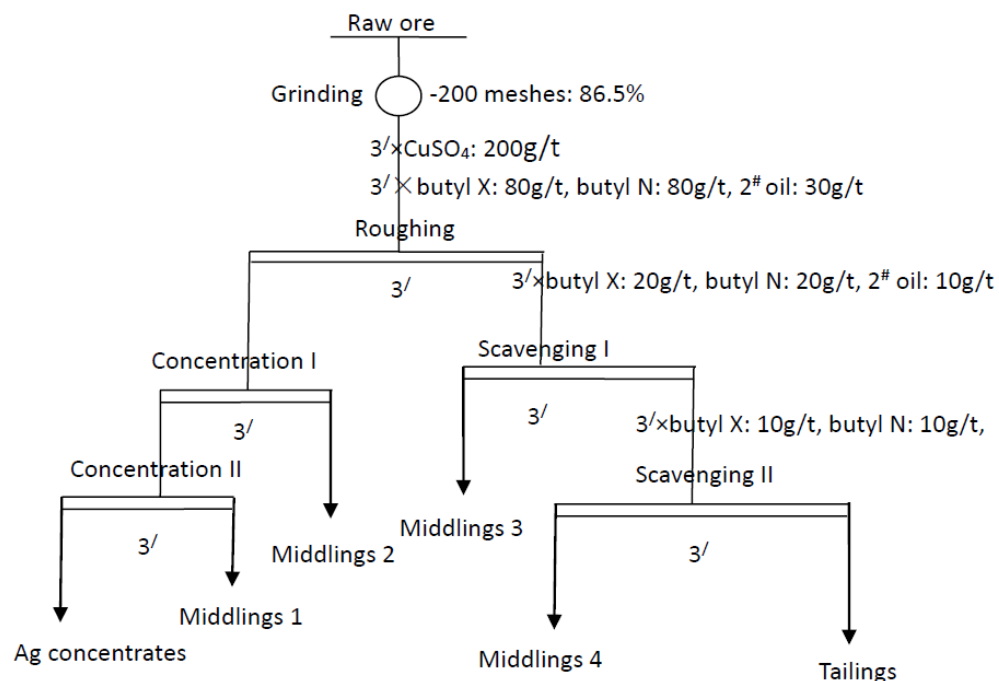 Raw ore
Grinding
-200 meshes: 86.5%
3/×CuSO₄: 200g/t
3/× butyl X: 80g/t, butyl N: 80g/t, 2# oil: 30g/t
Roughing
3/
3/×butyl X: 20g/t, butyl N: 20g/t, 2# oil: 10g/t
Concentration I
Scavenging I
3/
3/
3/×butyl X: 10g/t, butyl N: 10g/t,
Concentration II
Scavenging II
3/
Middlings 2
Middlings 3
3/
Middlings 1
Ag concentrates
Middlings 4
Tailings